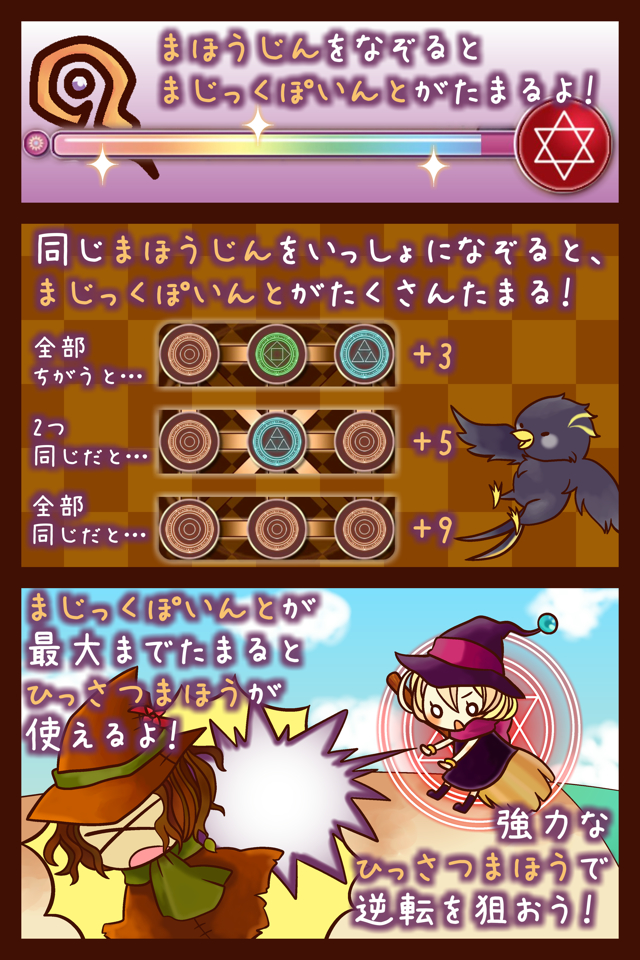 まほうじんをなぞると
まじっくぽいんとがたまるよ!
同じまほうじんをいっしょになぞると、
まじっくぽいんとがたくさんたまる!
全部
ちがうと…
+3
2つ
同じだと…
+5
全部
同じだと…
+9
まじっくぽいんとが
最大までたまると
ひっさつまほうが
使えるよ!
強力な
ひっさつまほうで
逆転を狙おう!